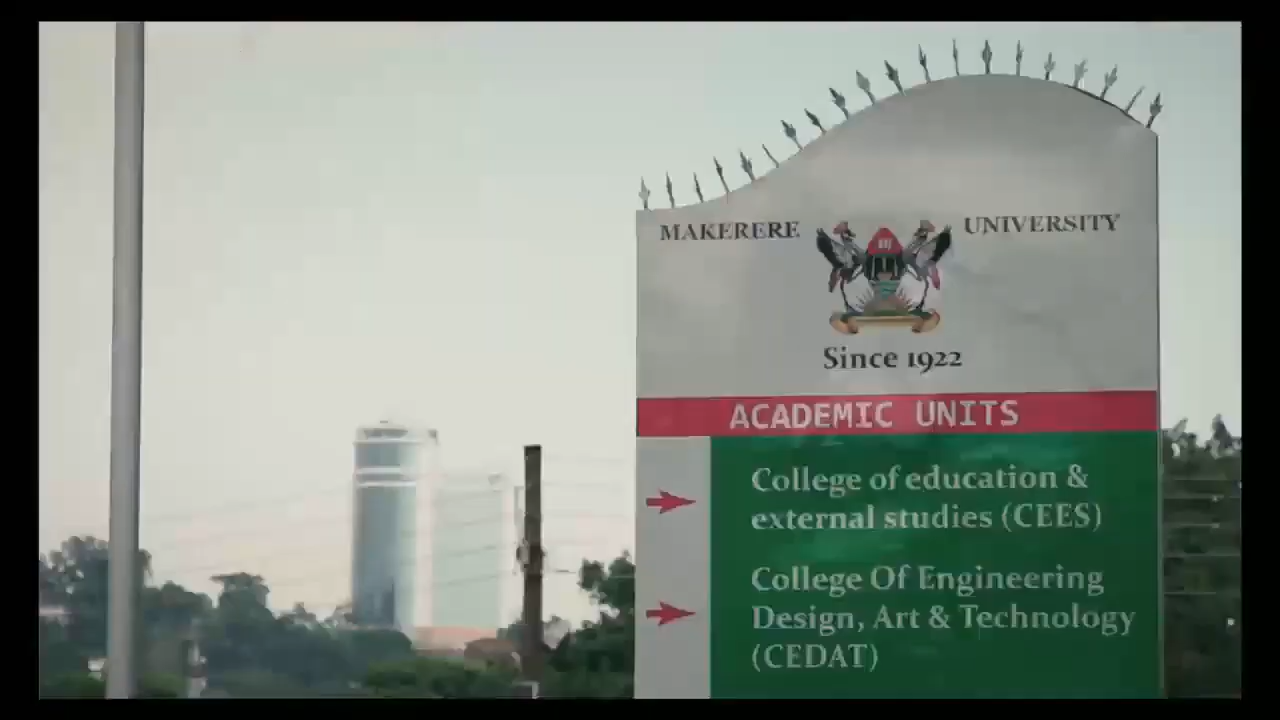 MAKERERE UNIVERSITY
Since 1922
ACADEMIC UNITS
College of education &
external studies (CEES)
College Of Engineering
Design, Art & Technology
(CEDAT)